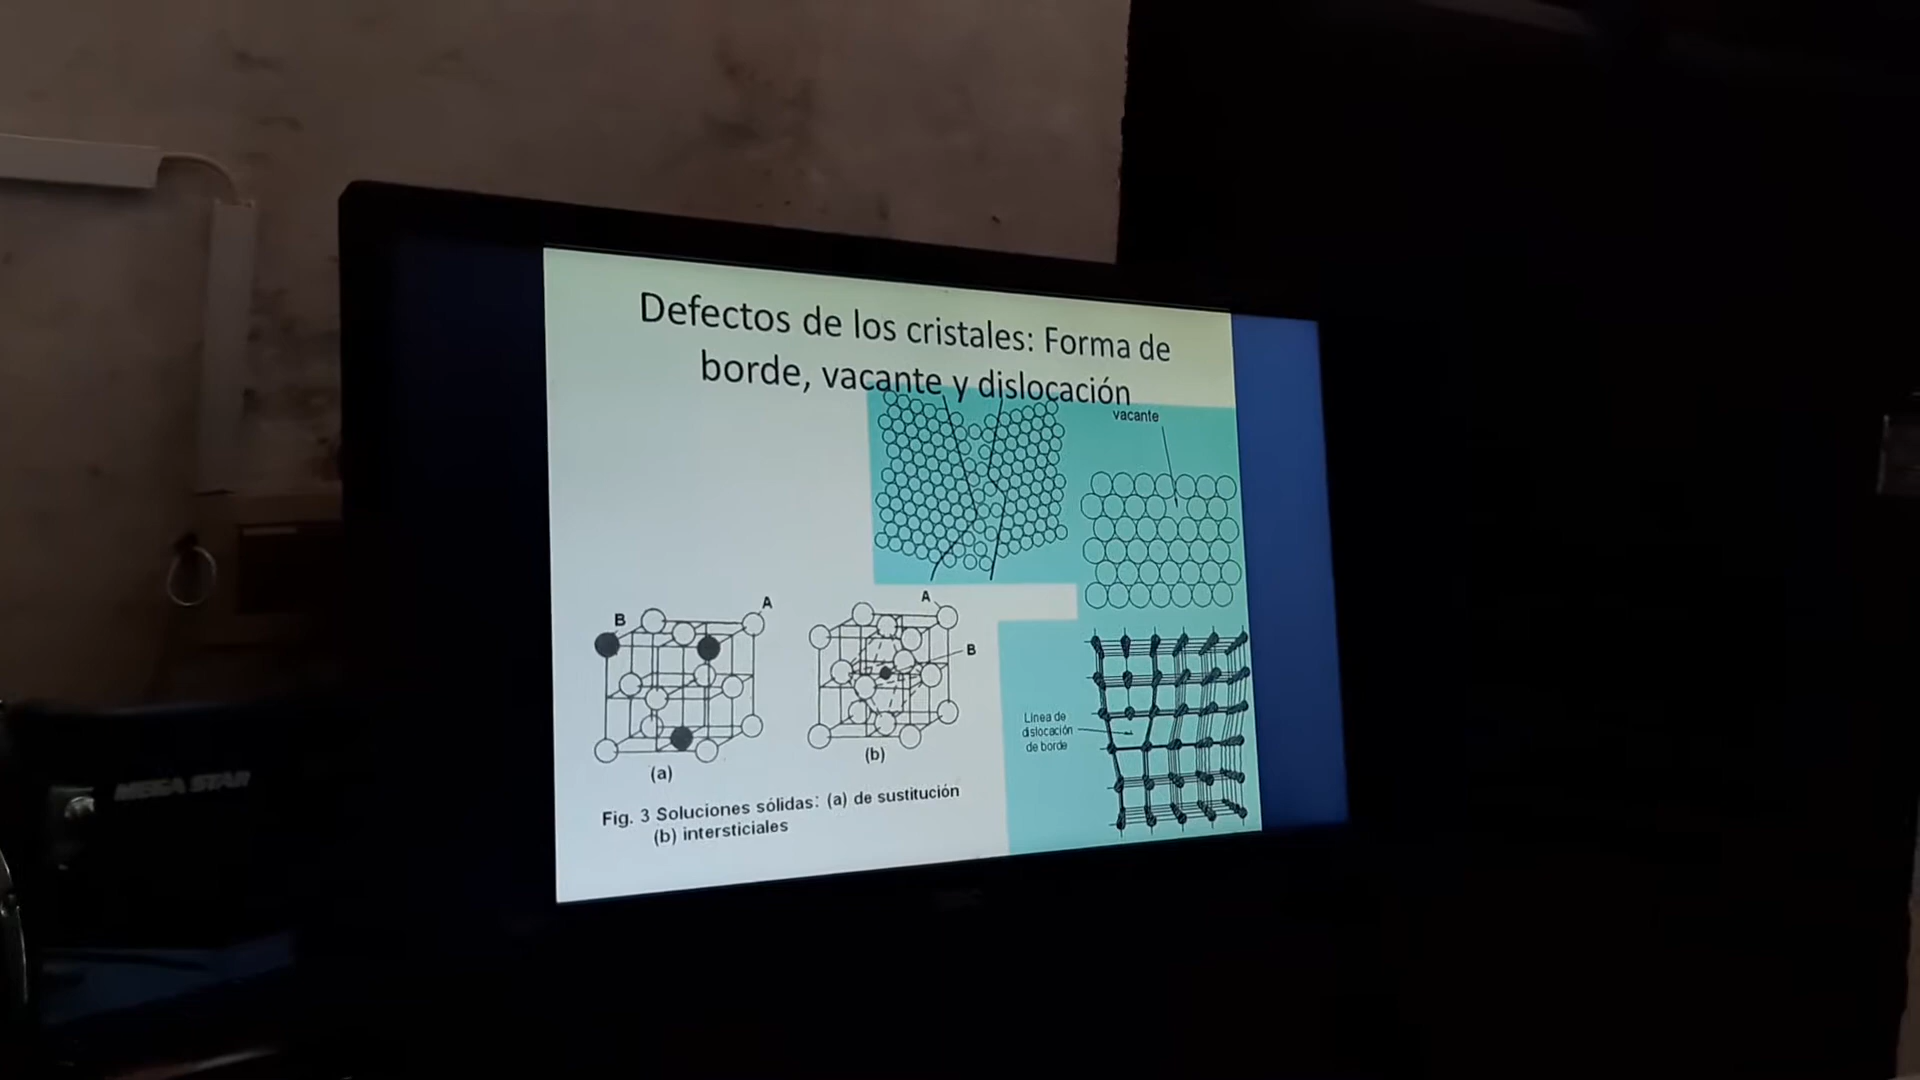 Defectos de los cristales: Forma de
borde, vacante y dislocación
vacante
B
A
A
B
Linea de
dislocación
de borde
(a)
(b)
Fig. 3 Soluciones sólidas: (a) de sustitución
(b) intersticiales
MEGA STAR